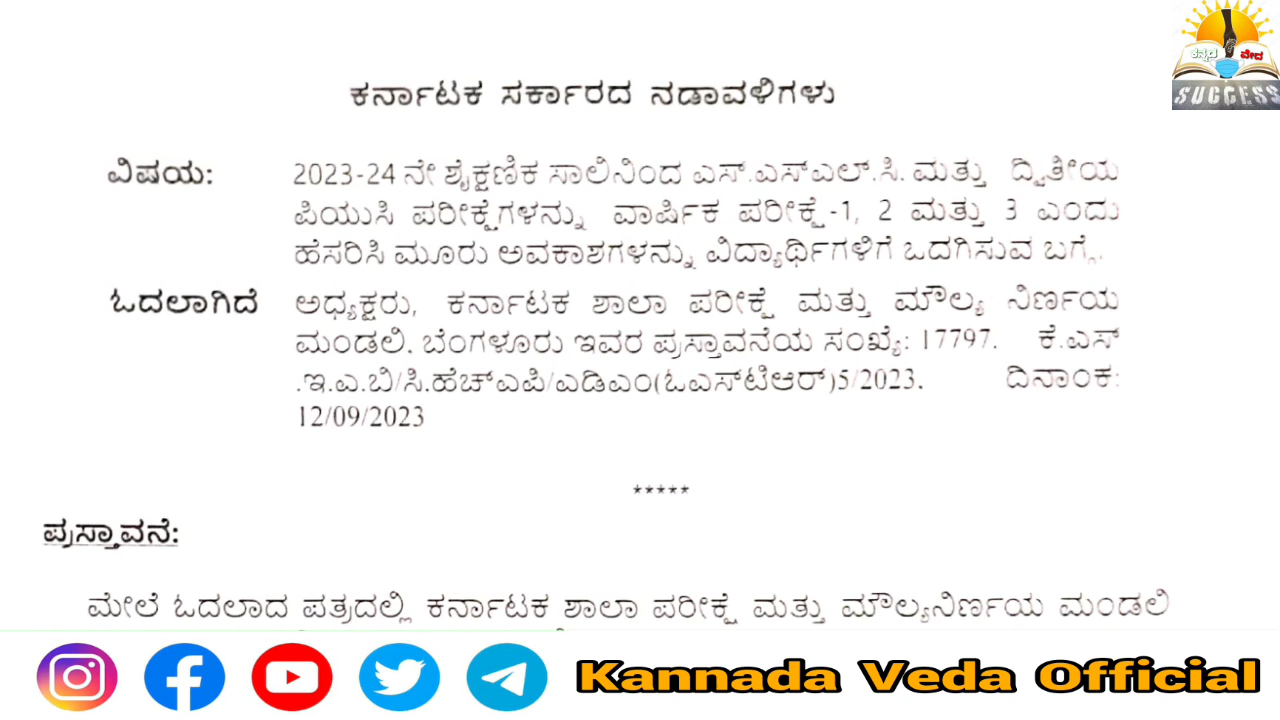 ಕನ್ನಡ ವೇದ
SUCCESS
ಕರ್ನಾಟಕ ಸರ್ಕಾರದ ನಡಾವಳಿಗಳು
ವಿಷಯ: 2023-24 ನೇ ಶೈಕ್ಷಣಿಕ ಸಾಲಿನಿಂದ ಎಸ್.ಎಸ್ಎಲ್.ಸಿ. ಮತ್ತು ದ್ವಿತೀಯ
ಪಿಯುಸಿ ಪರೀಕ್ಷೆಗಳನ್ನು ವಾರ್ಷಿಕ ಪರೀಕ್ಷೆ-1, 2 ಮತ್ತು 3 ಎಂದು
ಹೆಸರಿಸಿ ಮೂರು ಅವಕಾಶಗಳನ್ನು ವಿದ್ಯಾರ್ಥಿಗಳಿಗೆ ಒದಗಿಸುವ ಬಗ್ಗೆ.
ಓದಲಾಗಿದೆ ಅಧ್ಯಕ್ಷರು, ಕರ್ನಾಟಕ ಶಾಲಾ ಪರೀಕ್ಷೆ ಮತ್ತು ಮೌಲ್ಯ ನಿರ್ಣಯ
ಮಂಡಲಿ. ಬೆಂಗಳೂರು ಇವರ ಪ್ರಸ್ತಾವನೆಯ ಸಂಖ್ಯೆ: 17797. ಕೆ.ಎಸ್
.ಇ.ಎ.ಬಿ/ಸಿ.ಹೆಚ್ಎಪಿ/ಎಡಿಎಂ(ಓಎಸ್‌ಟಿಆರ್)5/2023. ದಿನಾಂಕ:
12/09/2023
*****
ಪ್ರಸ್ತಾವನೆ:
ಮೇಲೆ ಓದಲಾದ ಪತ್ರದಲ್ಲಿ ಕರ್ನಾಟಕ ಶಾಲಾ ಪರೀಕ್ಷೆ ಮತ್ತು ಮೌಲ್ಯನಿರ್ಣಯ ಮಂಡಲಿ
Kannada Veda Official